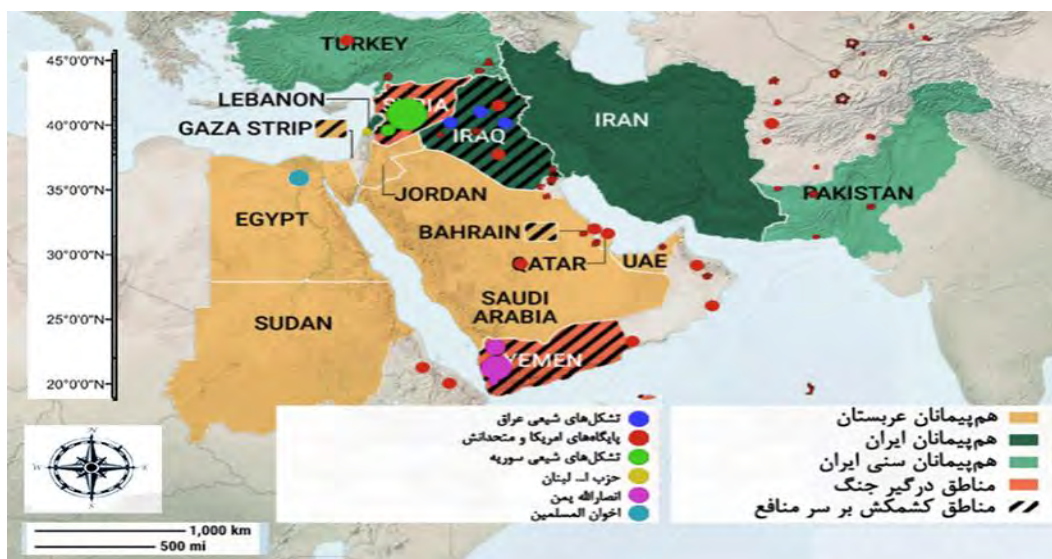 45°0'0"N
40°0'0"N
35°0'0"N
30°0'0"N
25°0'0"N
20°0'0"N
TURKEY
LEBANON
SYRIA
GAZA STRIP
IRAQ
IRAN
JORDAN
PAKISTAN
EGYPT
BAHRAIN
QATAR
UAE
SAUDI
ARABIA
SUDAN
YEMEN
N
W
E
S
1,000 km
500 mi
تشکل‌های شیعی عراق
پایگاه‌های امریکا و متحدانش
تشکل‌های شیعی سوریه
حزب ا... لبنان
انصارالله یمن
اخوان المسلمین
هم‌پیمانان عربستان
هم‌پیمانان ایران
هم‌پیمانان سنی ایران
مناطق درگیر جنگ
مناطق کشمکش بر سر منافع